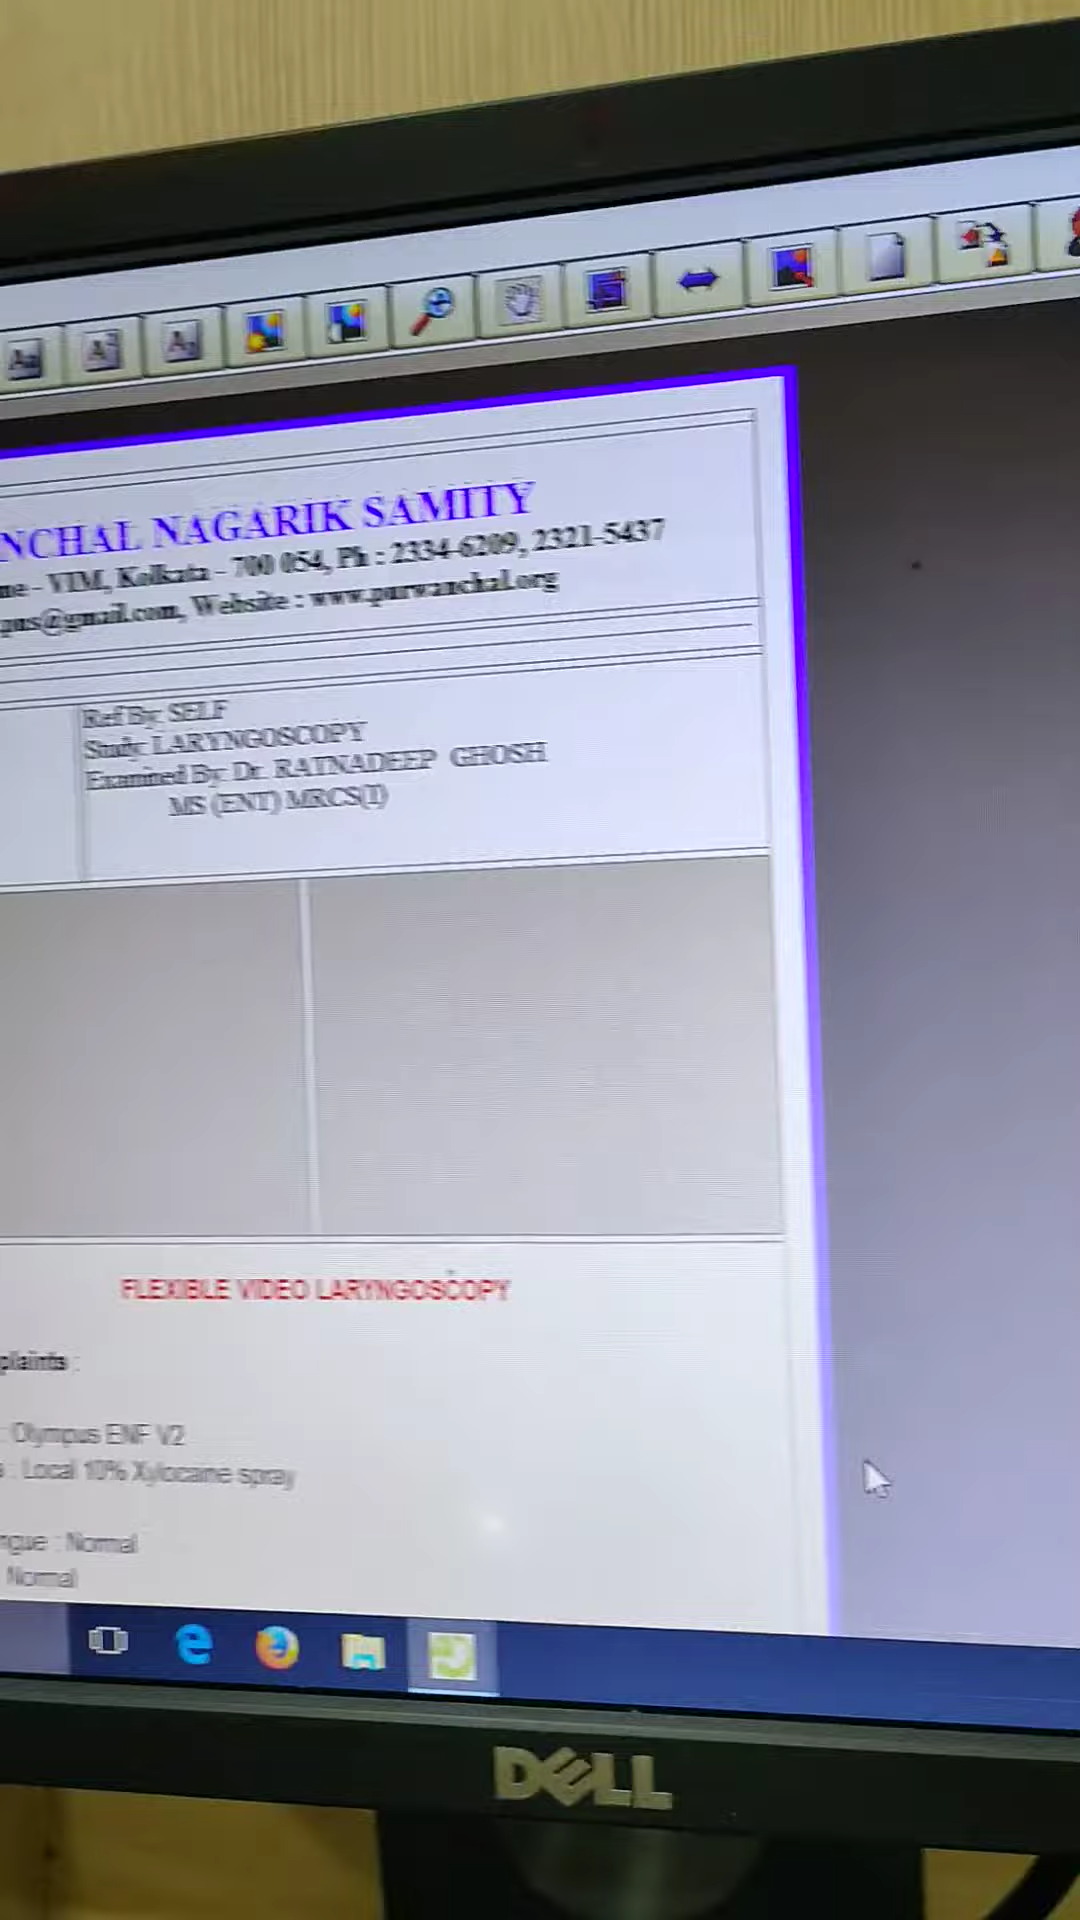 NCHAL NAGARIK SAMITY
me - VIM, Kolkata - 700 054, Ph : 2334-6209, 2321-5437
pns@gmail.com, Website : www.purwanchal.org
Ref By: SELF
Study: LARYNGOSCOPY
Examined By: Dr. RATNADEEP GHOSH
MS (ENT) MRCS(I)
FLEXIBLE VIDEO LARYNGOSCOPY
plaints :
: Olympus ENF V2
: Local 10% Xylocaine spray
ngue : Normal
Normal
DELL